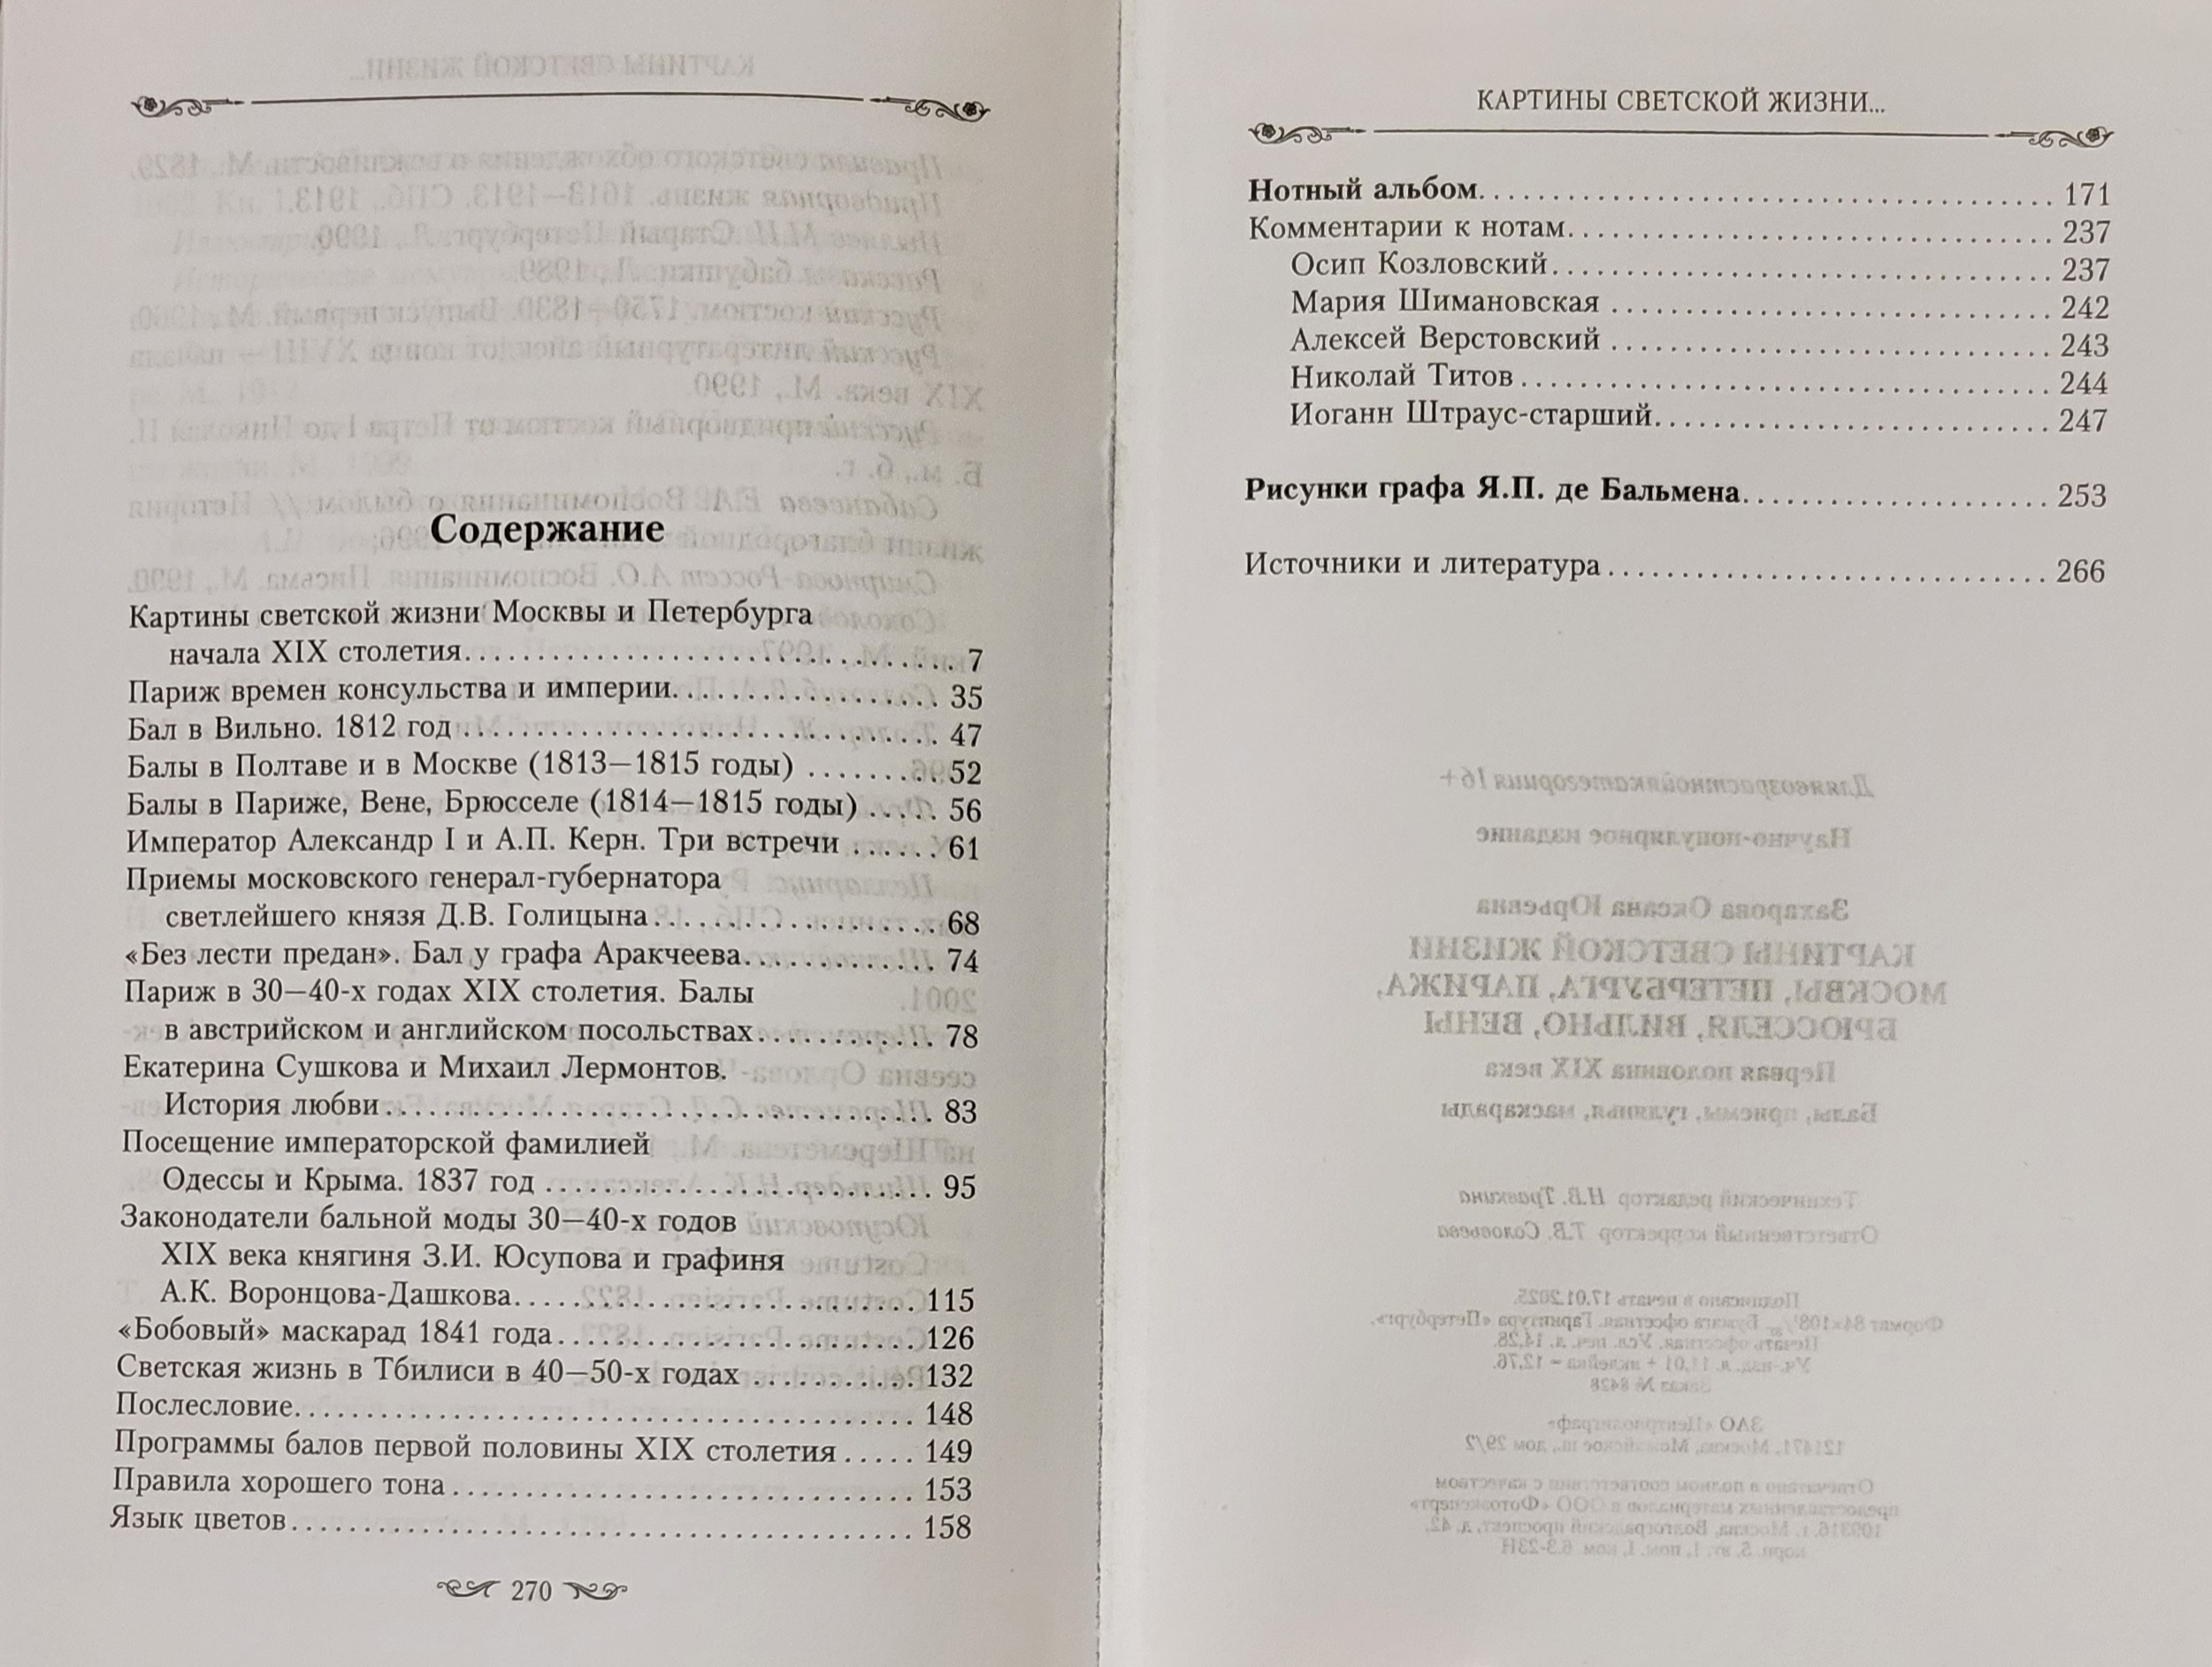 Содержание
Картины светской жизни Москвы и Петербурга
начала XIX столетия. . . . . . . . . . . . . . . . . . . . . . . . . . . . . . 7
Париж времен консульства и империи. . . . . . . . . . . . . . . . . 35
Бал в Вильно. 1812 год . . . . . . . . . . . . . . . . . . . . . . . . . . . . . . 47
Балы в Полтаве и в Москве (1813—1815 годы) . . . . . . . . . 52
Балы в Париже, Вене, Брюсселе (1814—1815 годы) . . . . . 56
Император Александр I и А.П. Керн. Три встречи . . . . . . 61
Приемы московского генерал-губернатора
светлейшего князя Д.В. Голицына . . . . . . . . . . . . . . . . . . 68
«Без лести предан». Бал у графа Аракчеева. . . . . . . . . . . . . 74
Париж в 30—40-х годах XIX столетия. Балы
в австрийском и английском посольствах. . . . . . . . . . . . 78
Екатерина Сушкова и Михаил Лермонтов.
История любви . . . . . . . . . . . . . . . . . . . . . . . . . . . . . . . . . . 83
Посещение императорской фамилией
Одессы и Крыма. 1837 год . . . . . . . . . . . . . . . . . . . . . . . . 95
Законодатели бальной моды 30—40-х годов
XIX века княгиня З.И. Юсупова и графиня
А.К. Воронцова-Дашкова. . . . . . . . . . . . . . . . . . . . . . . . . 115
«Бобовый» маскарад 1841 года . . . . . . . . . . . . . . . . . . . . . . 126
Светская жизнь в Тбилиси в 40—50-х годах . . . . . . . . . . . 132
Послесловие. . . . . . . . . . . . . . . . . . . . . . . . . . . . . . . . . . . . . . 148
Программы балов первой половины XIX столетия . . . . . 149
Правила хорошего тона . . . . . . . . . . . . . . . . . . . . . . . . . . . . 153
Язык цветов . . . . . . . . . . . . . . . . . . . . . . . . . . . . . . . . . . . . . . 158
270
КАРТИНЫ СВЕТСКОЙ ЖИЗНИ...
Нотный альбом. . . . . . . . . . . . . . . . . . . . . . . . . . . . . . . . . . . . 171
Комментарии к нотам. . . . . . . . . . . . . . . . . . . . . . . . . . . . . . 237
Осип Козловский. . . . . . . . . . . . . . . . . . . . . . . . . . . . . . . . 237
Мария Шимановская . . . . . . . . . . . . . . . . . . . . . . . . . . . . 242
Алексей Верстовский . . . . . . . . . . . . . . . . . . . . . . . . . . . . 243
Николай Титов . . . . . . . . . . . . . . . . . . . . . . . . . . . . . . . . . . 244
Иоганн Штраус-старший. . . . . . . . . . . . . . . . . . . . . . . . . 247
Рисунки графа Я.П. де Бальмена. . . . . . . . . . . . . . . . . . . . 253
Источники и литература . . . . . . . . . . . . . . . . . . . . . . . . . . . . 266